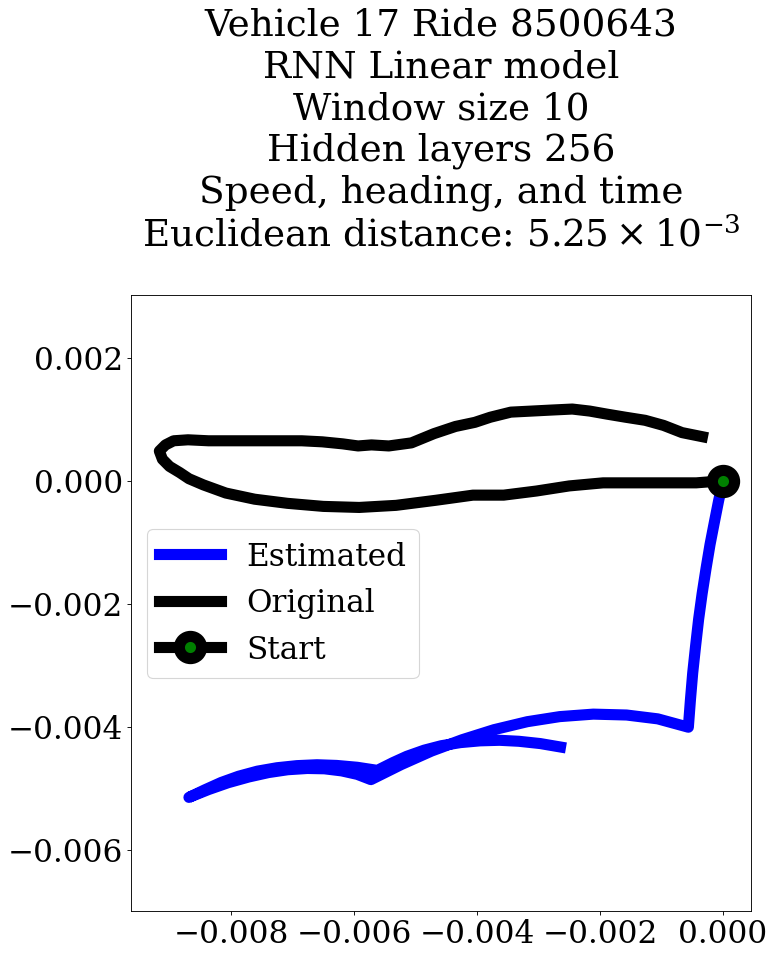 Vehicle 17 Ride 8500643
RNN Linear model
Window size 10
Hidden layers 256
Speed, heading, and time
Euclidean distance: 5.25 × 10⁻³
0.002
0.000
−0.002
−0.004
−0.006
Estimated
Original
Start
−0.008 −0.006 −0.004 −0.002 0.000